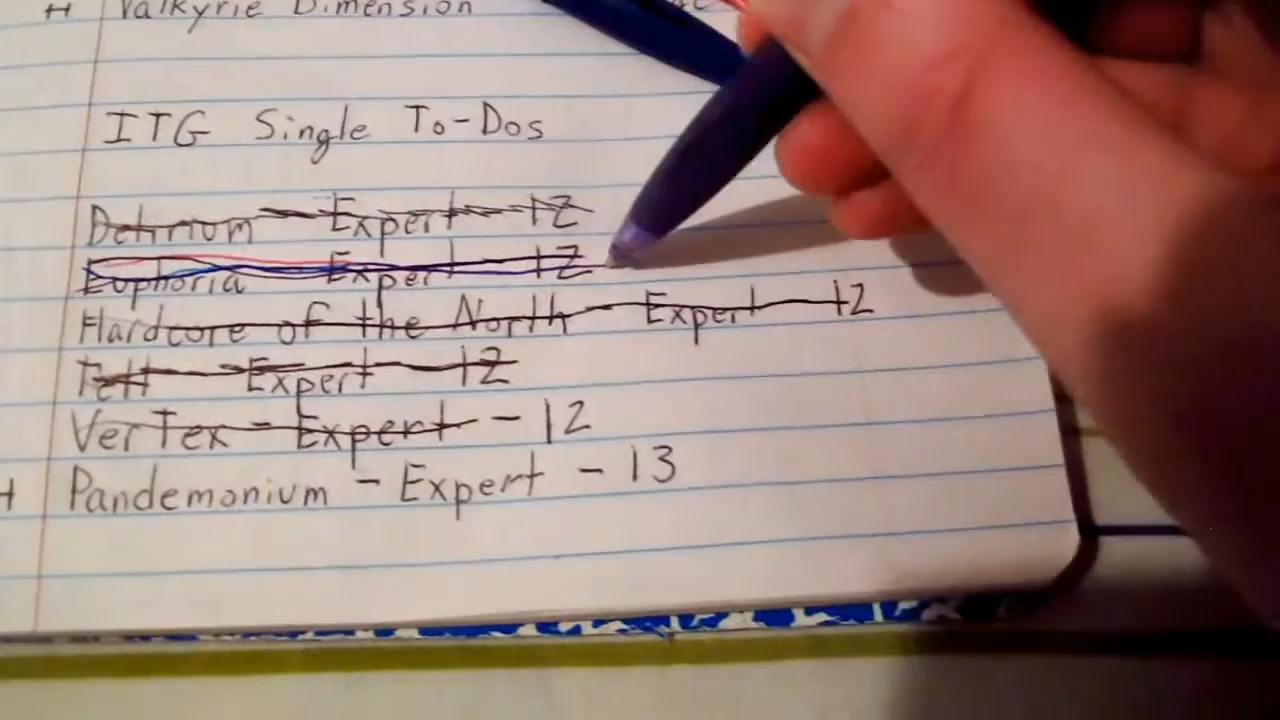 H Valkyrie Dimension
ITG Single To-Dos
Delirium - Expert - 12
Euphoria Expert 12
Hardcore of the North - Expert - 12
Pett - Expert - 12
VerTex - Expert - 12
H Pandemonium - Expert - 13